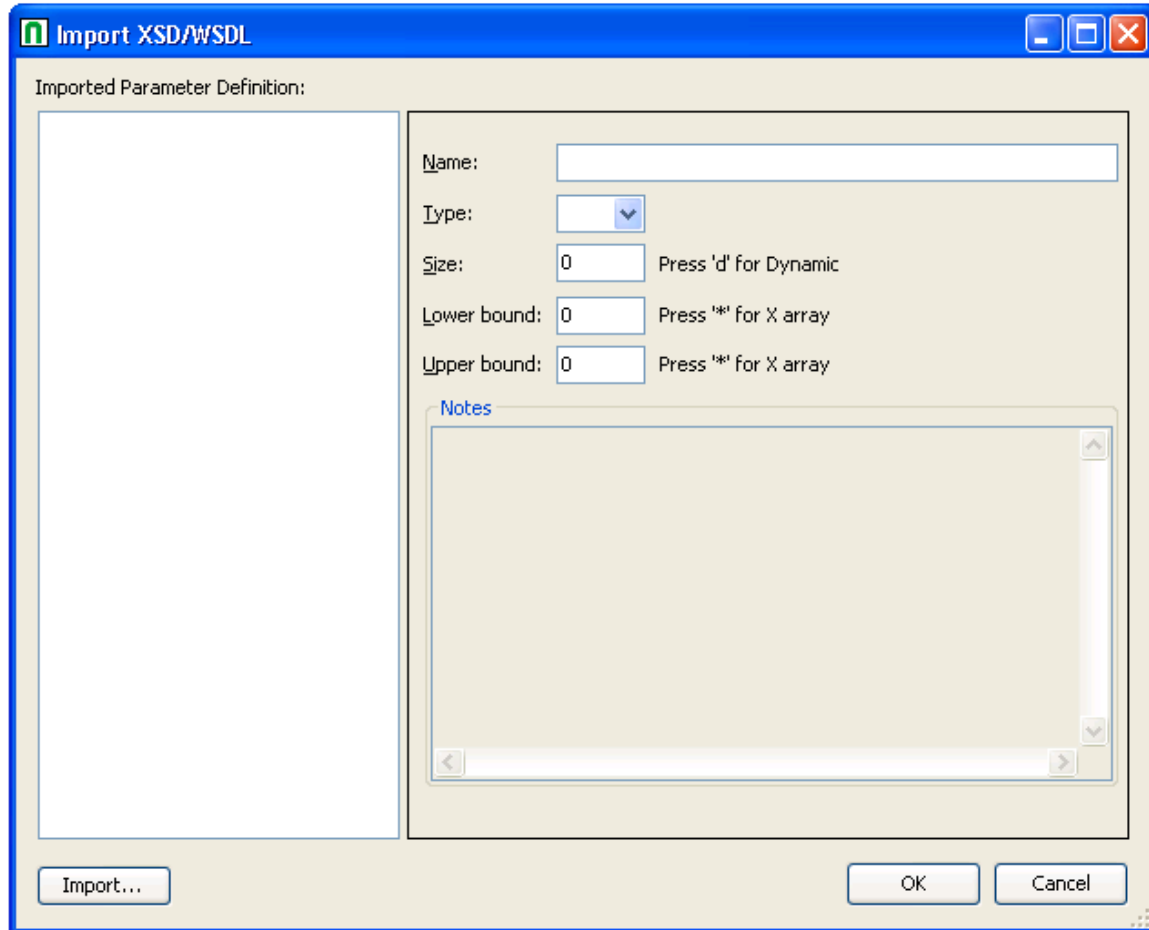 Import XSD/WSDL
Imported Parameter Definition:
Name:
Type:
Size: 0 Press 'd' for Dynamic
Lower bound: 0 Press '*' for X array
Upper bound: 0 Press '*' for X array
Notes
Import... OK Cancel